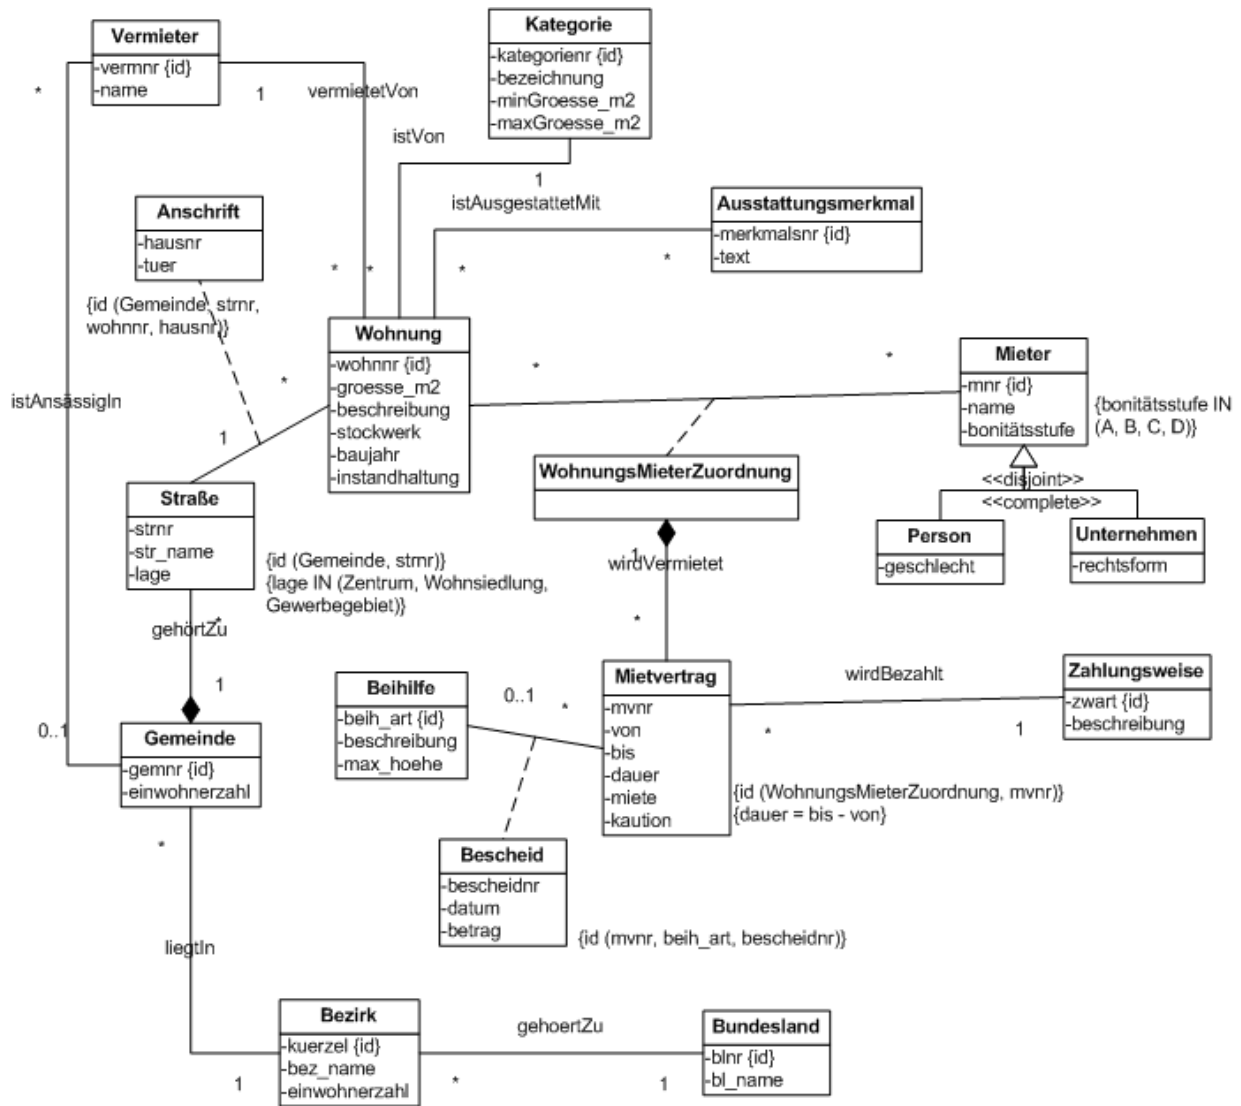 Vermieter
-vermnr {id}
-name
*
1
vermietetVon
Kategorie
-kategorienr {id}
-bezeichnung
-minGroesse_m2
-maxGroesse_m2
istVon
1
istAusgestattetMit
Ausstattungsmerkmal
-merkmalsnr {id}
-text
Anschrift
-hausnr
-tuer
{id (Gemeinde, strnr,
wohnnr, hausnr)}
*
*
*
*
Wohnung
-wohnnr {id}
-groesse_m2
-beschreibung
-stockwerk
-baujahr
-instandhaltung
*
*
*
1
istAnsässigIn
Mieter
-mnr {id}
-name
-bonitätsstufe
{bonitätsstufe IN
(A, B, C, D)}
<<disjoint>>
<<complete>>
WohnungsMieterZuordnung
Person
-geschlecht
Unternehmen
-rechtsform
Straße
-strnr
-str_name
-lage
{id (Gemeinde, strnr)}
{lage IN (Zentrum, Wohnsiedlung,
Gewerbegebiet)}
1
wirdVermietet
*
*
gehörtZu
1
0..1
Gemeinde
-gemnr {id}
-einwohnerzahl
*
Beihilfe
-beih_art {id}
-beschreibung
-max_hoehe
0..1
*
Mietvertrag
-mvnr
-von
-bis
-dauer
-miete
-kaution
{id (WohnungsMieterZuordnung, mvnr)}
{dauer = bis - von}
wirdBezahlt
*
1
Zahlungsweise
-zwart {id}
-beschreibung
Bescheid
-bescheidnr
-datum
-betrag
{id (mvnr, beih_art, bescheidnr)}
liegtIn
Bezirk
-kuerzel {id}
-bez_name
-einwohnerzahl
1
gehoertZu
*
1
Bundesland
-blnr {id}
-bl_name